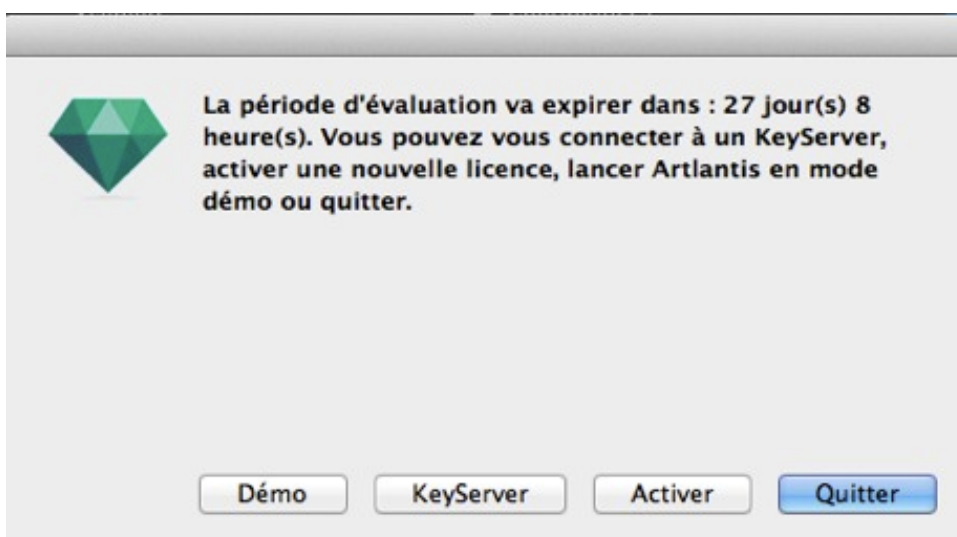 La période d'évaluation va expirer dans : 27 jour(s) 8
heure(s). Vous pouvez vous connecter à un KeyServer,
activer une nouvelle licence, lancer Artlantis en mode
démo ou quitter.
Démo KeyServer Activer Quitter